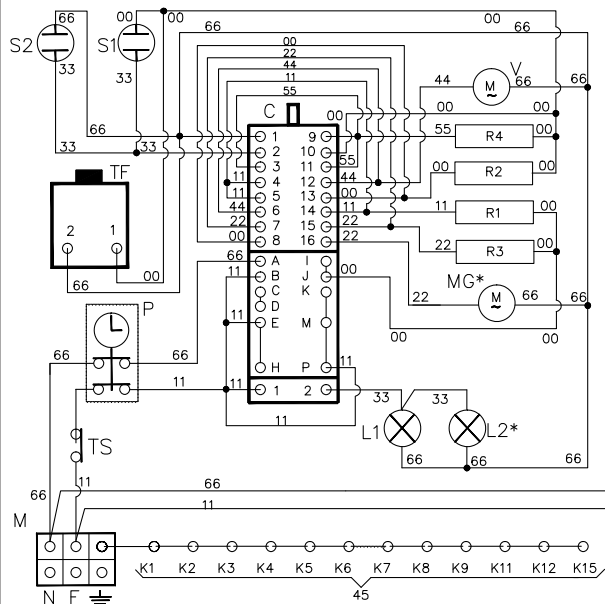 00 00 00
66 66
S2 S1
33 33
00
22
44
11
55
C
V
44 M ~ 66 66
00 00 00
66 1 9 55 R4 00
33 33 2 10
3 11 55
TF 11 4 12 44 00 R2 00
11 5 13 00
44 6 14 11 11 R1 00
22 7 15 22
2 1 00 8 16 22 22 R3 00
66 A I
11 B J 00 MG*
66 00 C K 22 M ~ 66 66
P D
11 E M 00 00
66 66
H P 11
11 11 1 2 33 33
11
L1 L2*
TS 66 66 66
11 66
66 11
M
K1 K2 K3 K4 K5 K6 K7 K8 K9 K11 K12 K15
N F 45